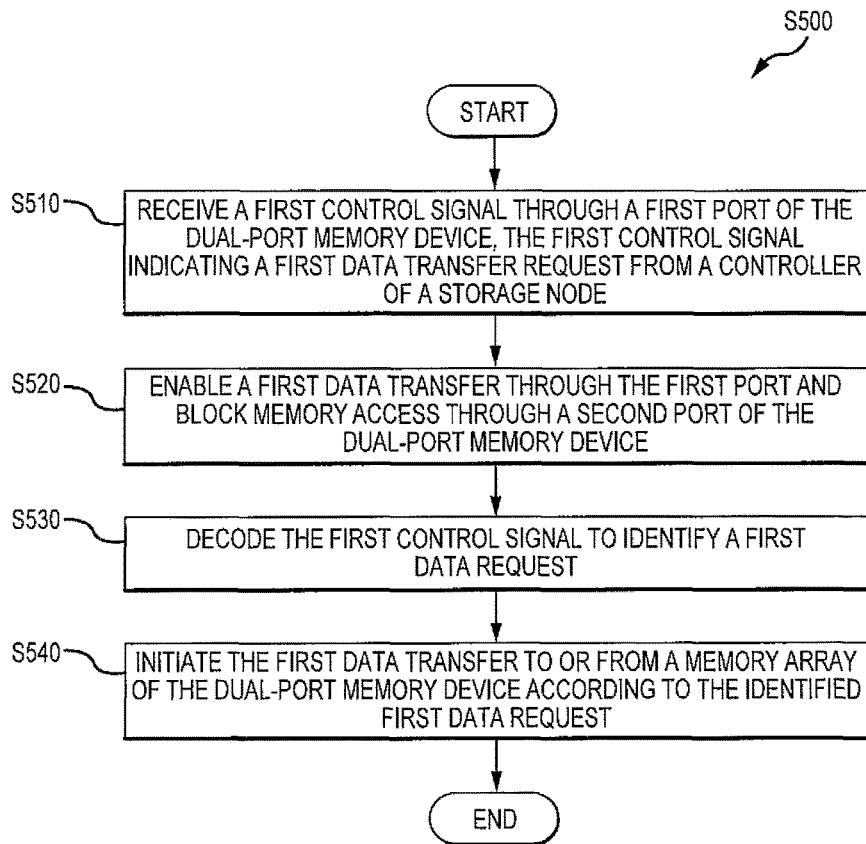 S500
START
S510
RECEIVE A FIRST CONTROL SIGNAL THROUGH A FIRST PORT OF THE
DUAL-PORT MEMORY DEVICE, THE FIRST CONTROL SIGNAL
INDICATING A FIRST DATA TRANSFER REQUEST FROM A CONTROLLER
OF A STORAGE NODE
S520
ENABLE A FIRST DATA TRANSFER THROUGH THE FIRST PORT AND
BLOCK MEMORY ACCESS THROUGH A SECOND PORT OF THE
DUAL-PORT MEMORY DEVICE
S530
DECODE THE FIRST CONTROL SIGNAL TO IDENTIFY A FIRST
DATA REQUEST
S540
INITIATE THE FIRST DATA TRANSFER TO OR FROM A MEMORY ARRAY
OF THE DUAL-PORT MEMORY DEVICE ACCORDING TO THE IDENTIFIED
FIRST DATA REQUEST
END